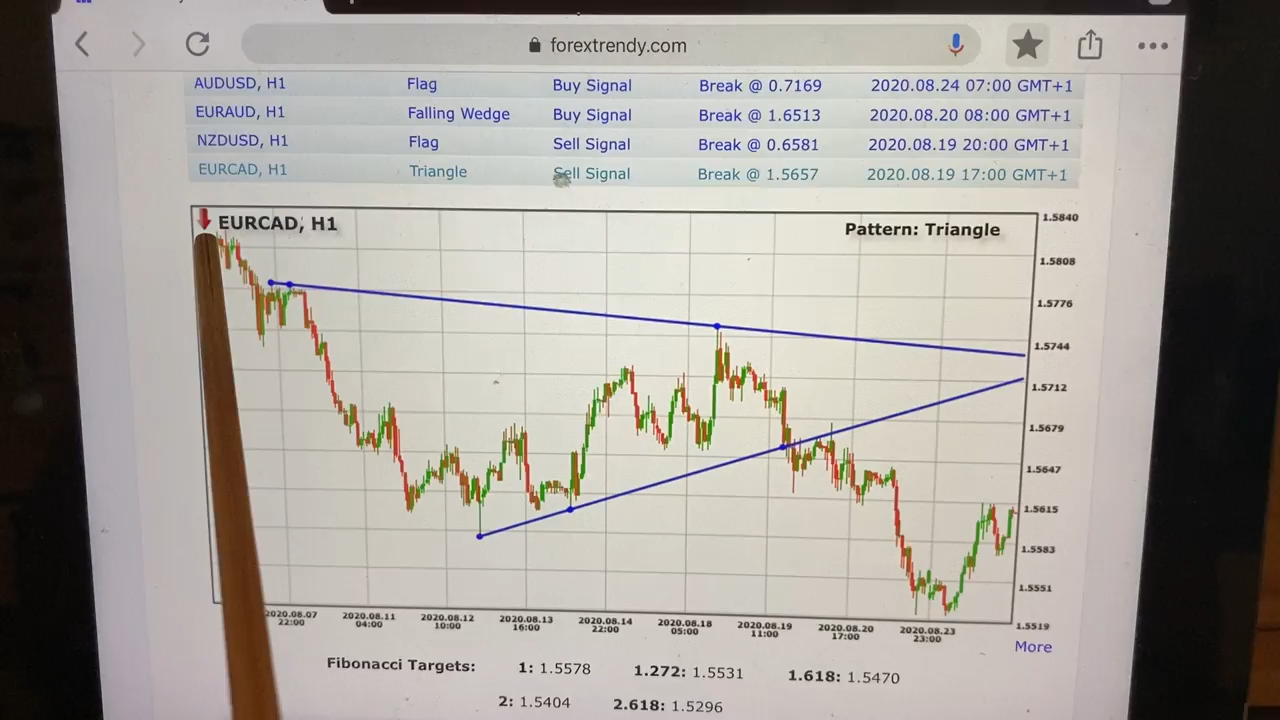 forextrendy.com
AUDUSD, H1 Flag Buy Signal Break @ 0.7169 2020.08.24 07:00 GMT+1
EURAUD, H1 Falling Wedge Buy Signal Break @ 1.6513 2020.08.20 08:00 GMT+1
NZDUSD, H1 Flag Sell Signal Break @ 0.6581 2020.08.19 20:00 GMT+1
EURCAD, H1 Triangle Sell Signal Break @ 1.5657 2020.08.19 17:00 GMT+1
EURCAD, H1 Pattern: Triangle
1.5840
1.5808
1.5776
1.5744
1.5712
1.5679
1.5647
1.5615
1.5583
1.5551
1.5519
2020.08.07 2020.08.11 2020.08.12 2020.08.13 2020.08.14 2020.08.18 2020.08.19 2020.08.20 2020.08.23
22:00 04:00 10:00 16:00 22:00 05:00 11:00 17:00 23:00
More
Fibonacci Targets: 1: 1.5578 1.272: 1.5531 1.618: 1.5470
2: 1.5404 2.618: 1.5296